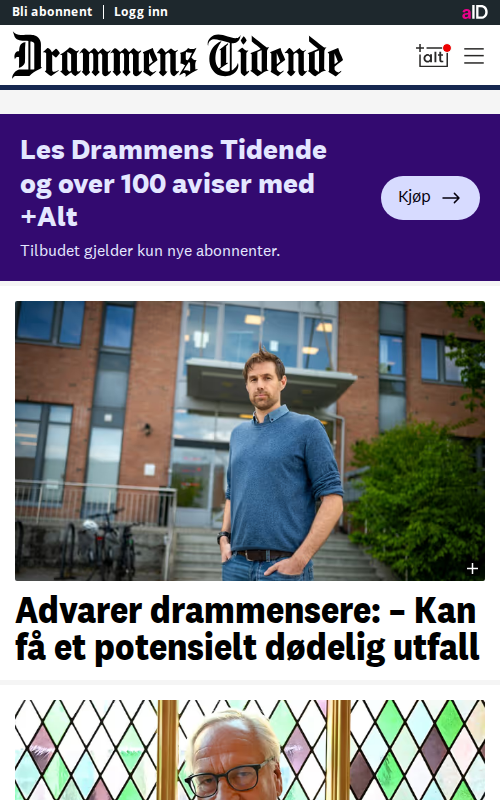 Bli abonnent | Logg inn
aID
Drammens Tidende
+alt
Les Drammens Tidende
og over 100 aviser med
+Alt
Kjøp →
Tilbudet gjelder kun nye abonnenter.
+
Advarer drammensere: – Kan
få et potensielt dødelig utfall